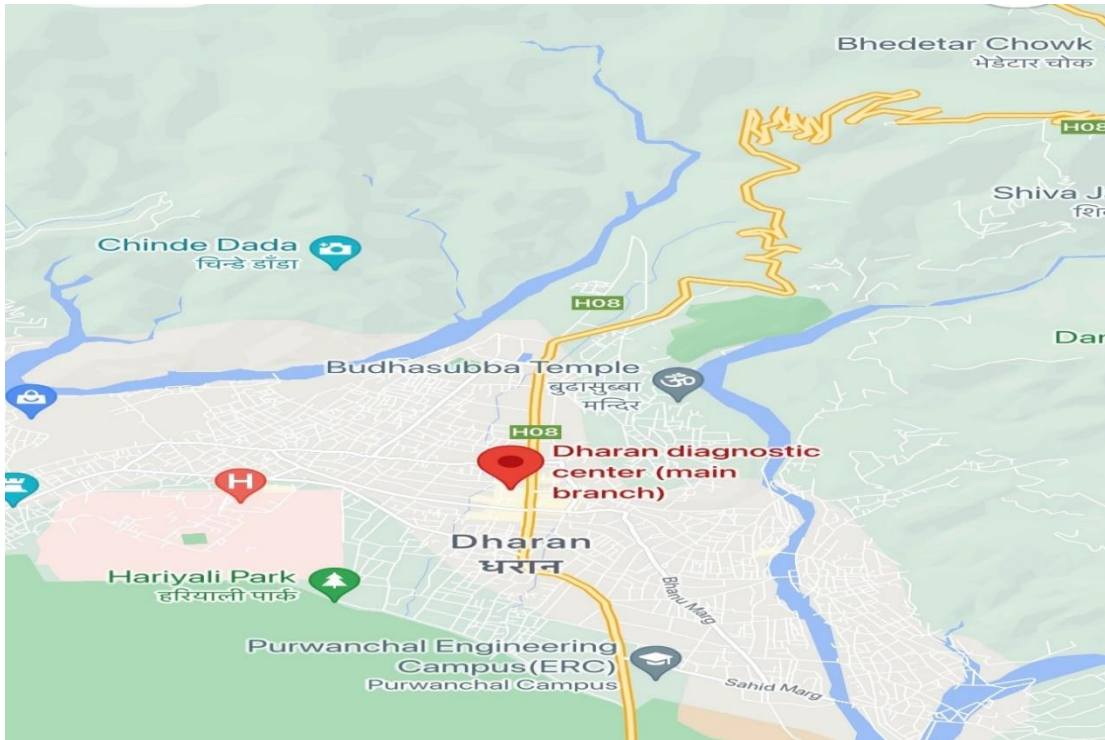 Bhedetar Chowk
भेडेटार चोक
H08
Shiva J
शि
Chinde Dada
चिन्डे डाँडा
H08
Dar
Budhasubba Temple
बुढासुब्बा
मन्दिर
H08
Dharan diagnostic
center (main
branch)
H
Dharan
धरान
Hariyali Park
हरियाली पार्क
Bhanu Marg
Purwanchal Engineering
Campus(ERC)
Purwanchal Campus
Sahid Marg